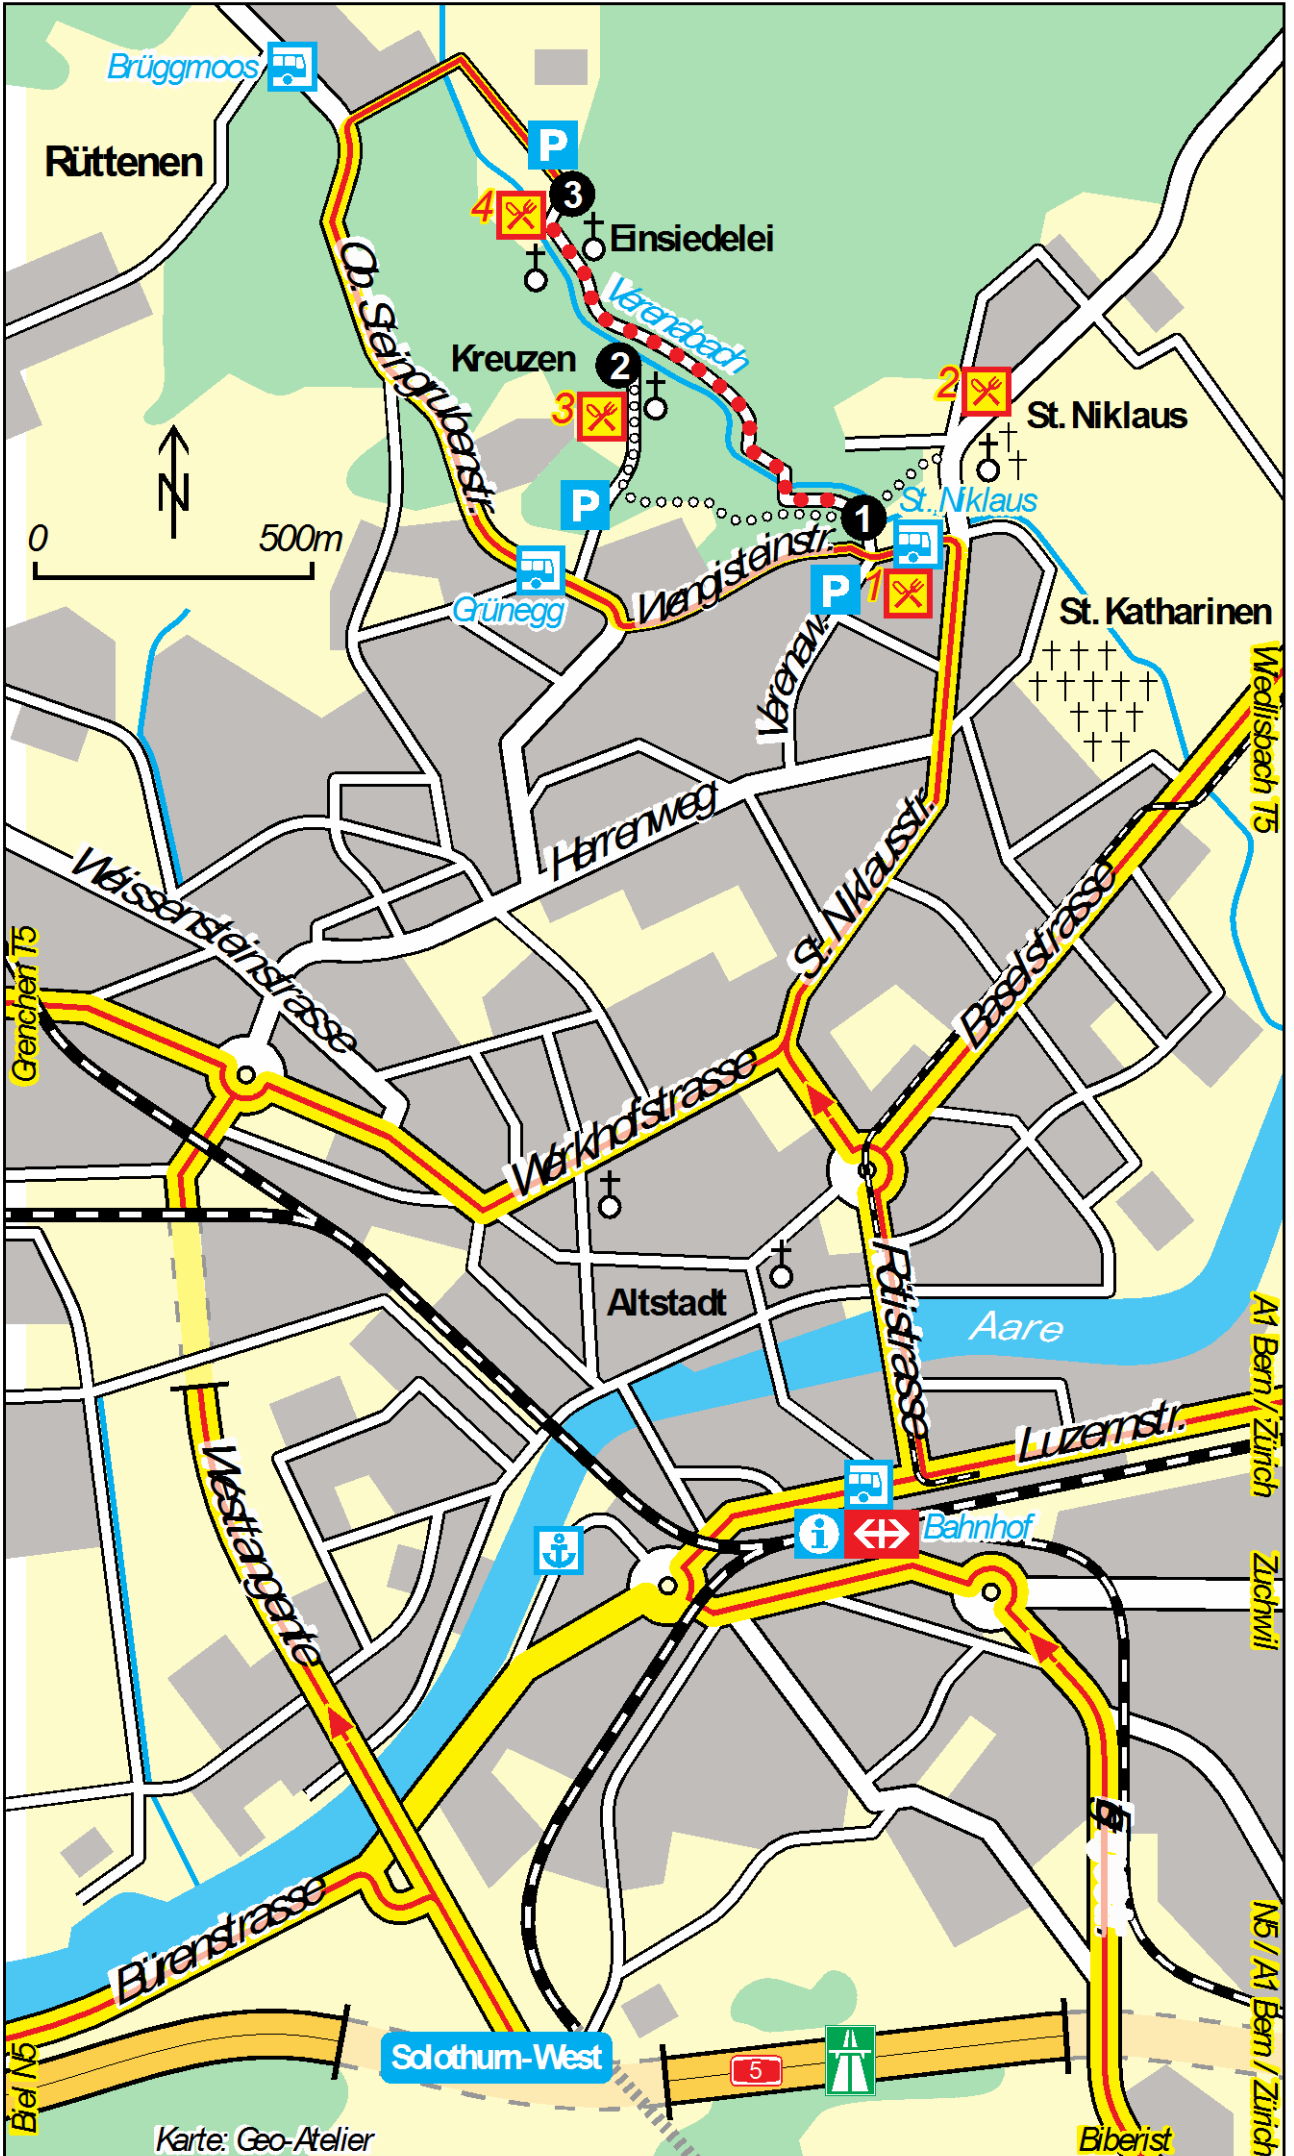 Brüggmoos
Rüttenen
P
3
4
Einsiedelei
Ob. Steingrubenstr.
Verenabach
Kreuzen
2
3
2
St. Niklaus
N
P
1
St. Niklaus
0 500m
Wengisteinstr.
P
1
Grünegg
St. Katharinen
Verenaw.
Wedlisbach T5
Herrenweg
St. Niklausstr.
Weissensteinstrasse
Baselstrasse
Grenchen T5
Werkhofstrasse
Altstadt
Rötistrasse
Aare
A1 Bern / Zürich
Luzernstr.
Westtangente
i
Bahnhof
Zuchwil
Bürenstrasse
N5 / A1 Bern / Zürich
Biel N5
Solothurn-West
5
Karte: Geo-Atelier
Biberist